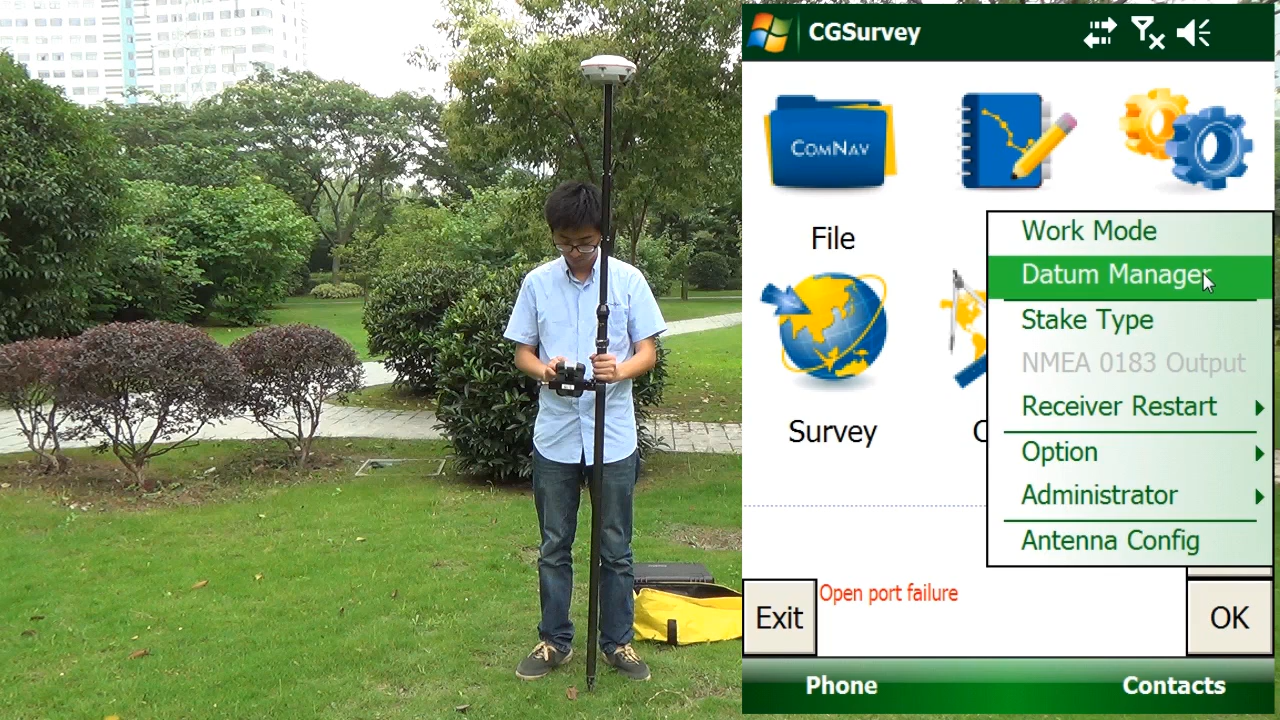 CGSurvey
ComNav
File
Work Mode
Datum Manager
Stake Type
NMEA 0183 Output
Receiver Restart
Option
Administrator
Antenna Config
Survey
C
Open port failure
Exit
OK
Phone
Contacts